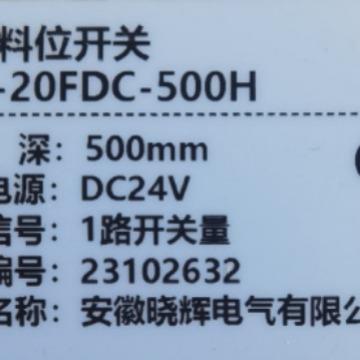 料位开关
-20FDC-500H
深：500mm
电源：DC24V
信号：1路开关量
编号：23102632
名称：安徽晓辉电气有限公